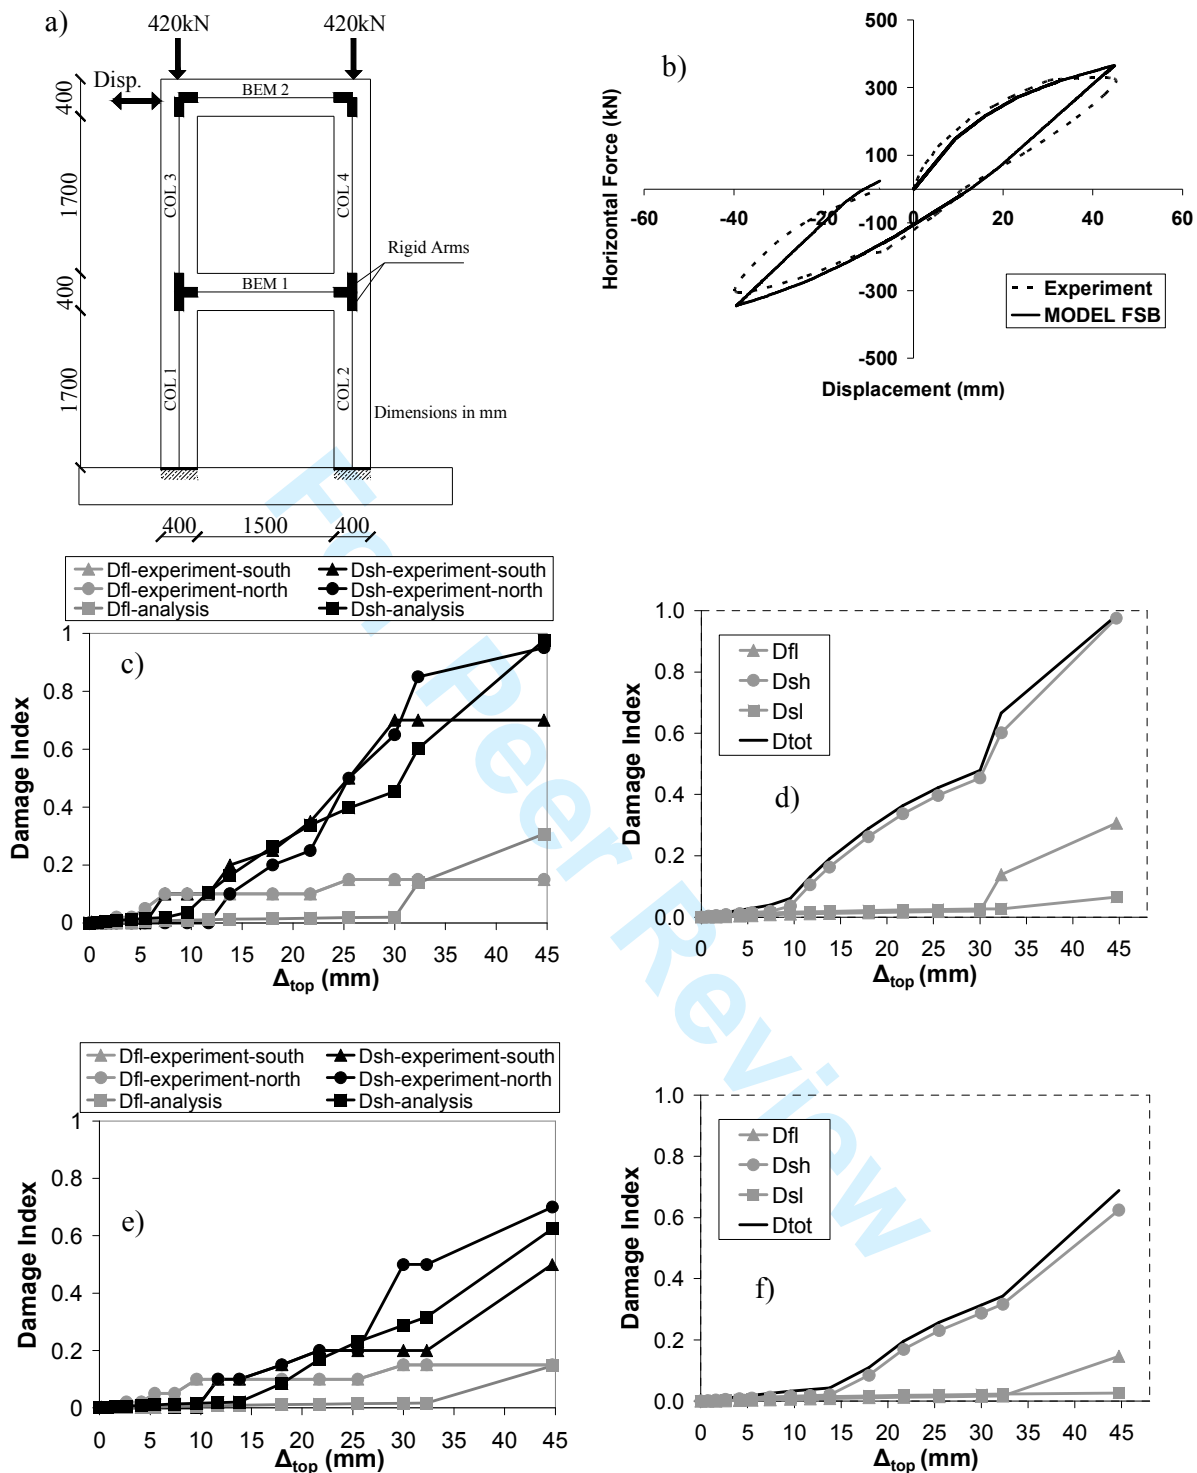 a)
420kN
420kN
Disp.
BEM 2
400
1700
COL 3
COL 4
Rigid Arms
BEM 1
400
1700
COL 1
COL 2
Dimensions in mm
400
1500
400
b)
500
300
100
-100
-300
-500
-60
-40
-20
0
20
40
60
Horizontal Force (kN)
Displacement (mm)
Experiment
MODEL FSB
Dfl-experiment-south
Dsh-experiment-south
Dfl-experiment-north
Dsh-experiment-north
Dfl-analysis
Dsh-analysis
c)
1
0.8
0.6
0.4
0.2
0
Damage Index
0 5 10 15 20 25 30 35 40 45
Δtop (mm)
d)
1.0
0.8
0.6
0.4
0.2
0.0
Damage Index
Dfl
Dsh
Dsl
Dtot
0 5 10 15 20 25 30 35 40 45
Δtop (mm)
Dfl-experiment-south
Dsh-experiment-south
Dfl-experiment-north
Dsh-experiment-north
Dfl-analysis
Dsh-analysis
e)
1
0.8
0.6
0.4
0.2
0
Damage Index
0 5 10 15 20 25 30 35 40 45
Δtop (mm)
f)
1.0
0.8
0.6
0.4
0.2
0.0
Damage Index
Dfl
Dsh
Dsl
Dtot
0 5 10 15 20 25 30 35 40 45
Δtop (mm)
For Peer Review